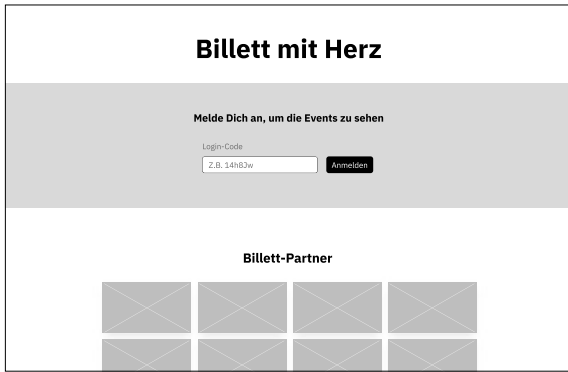 Billett mit Herz
Melde Dich an, um die Events zu sehen
Login-Code
Z.B. 14h8Jw
Anmelden
Billett-Partner